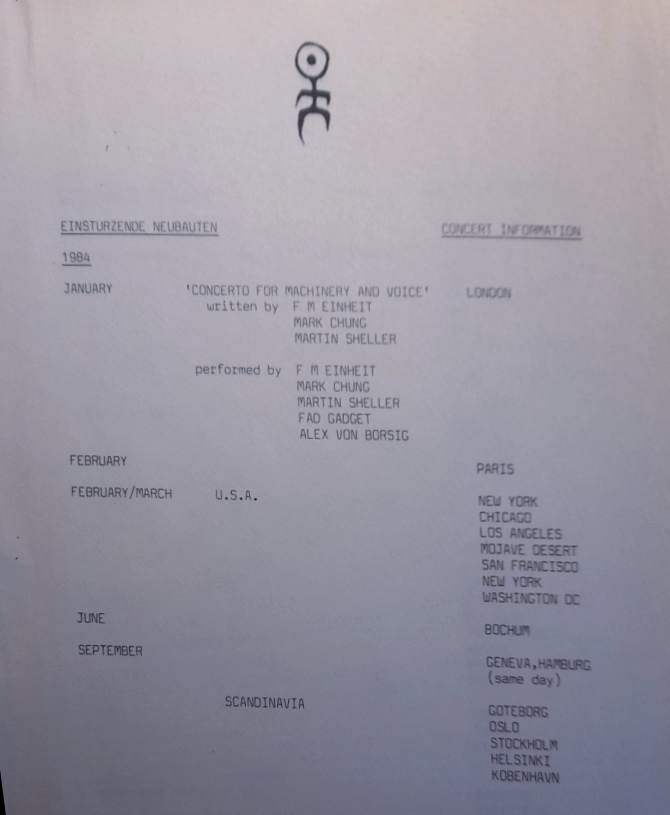 EINSTURZENDE NEUBAUTEN CONCERT INFORMATION
1984
JANUARY 'CONCERTO FOR MACHINERY AND VOICE' LONDON
written by F M EINHEIT
MARK CHUNG
MARTIN SHELLER
performed by F M EINHEIT
MARK CHUNG
MARTIN SHELLER
FAD GADGET
ALEX VON BORSIG
FEBRUARY PARIS
FEBRUARY/MARCH U.S.A. NEW YORK
CHICAGO
LOS ANGELES
MOJAVE DESERT
SAN FRANCISCO
NEW YORK
WASHINGTON DC
JUNE BOCHUM
SEPTEMBER GENEVA,HAMBURG
(same day)
SCANDINAVIA GOTEBORG
OSLO
STOCKHOLM
HELSINKI
KOBENHAVN